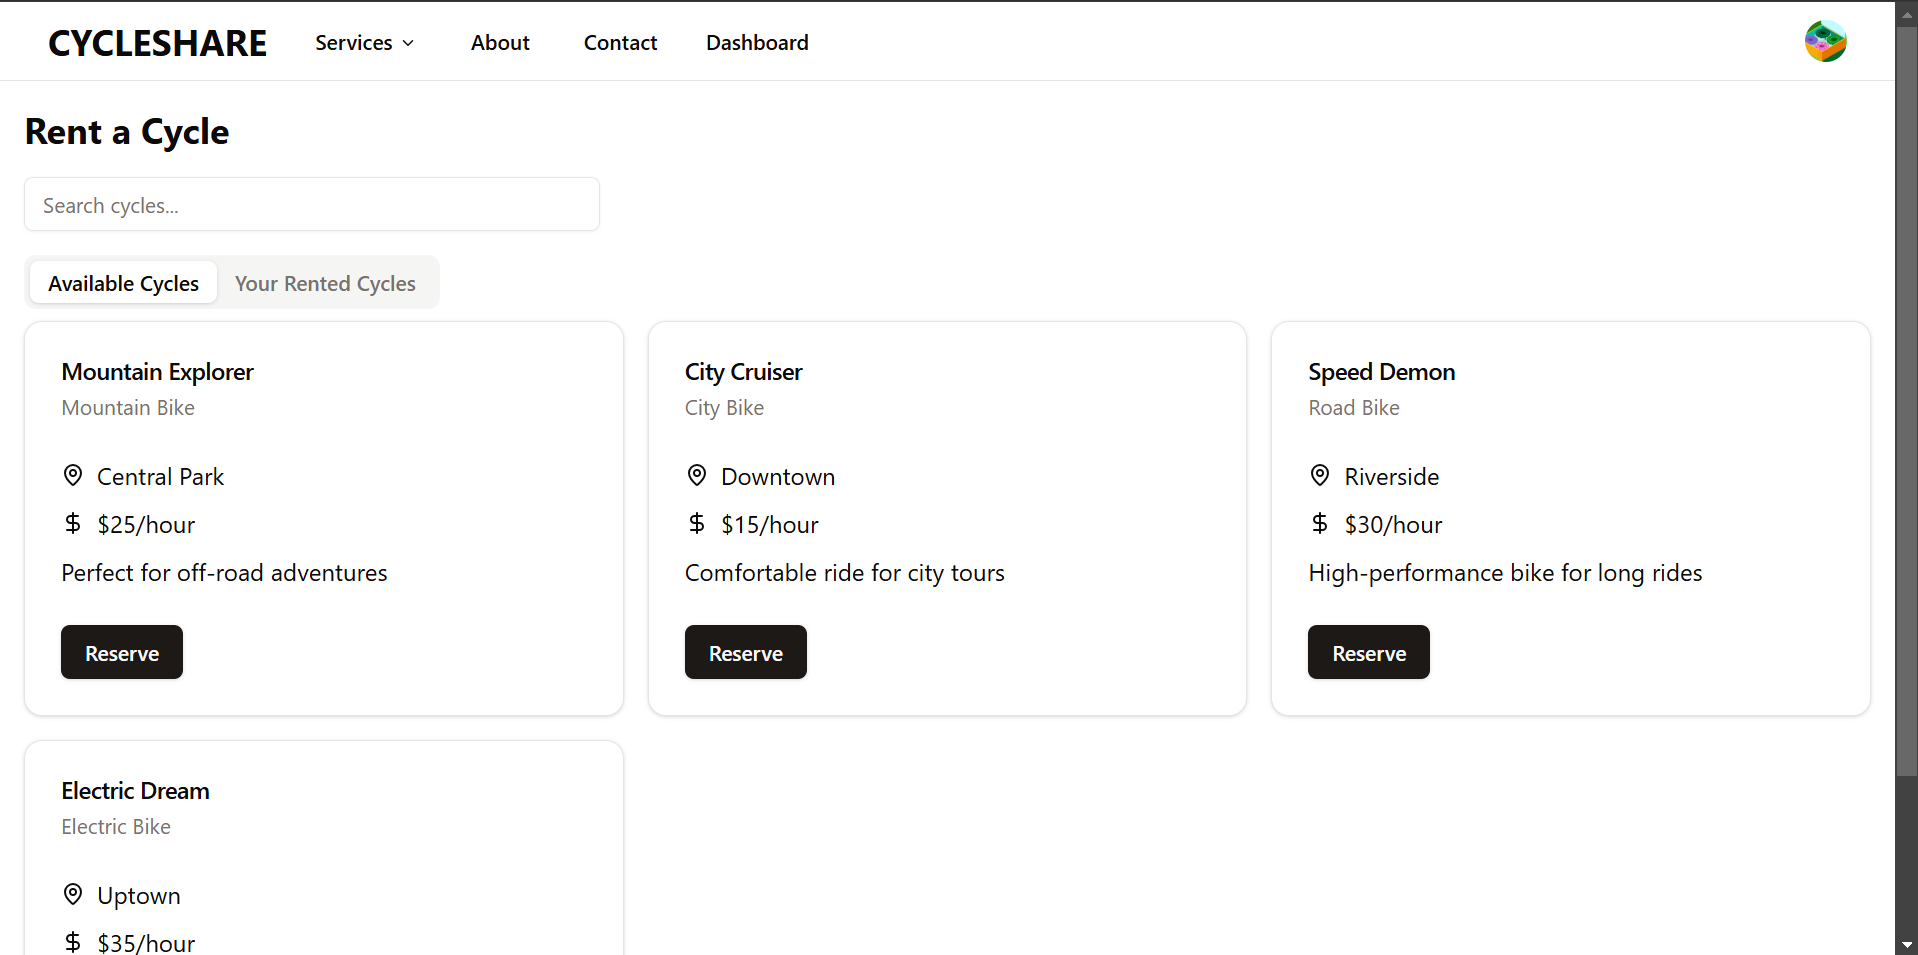 CYCLESHARE Services About Contact Dashboard
Rent a Cycle
Search cycles...
Available Cycles Your Rented Cycles
Mountain Explorer
Mountain Bike
Central Park
$ $25/hour
Perfect for off-road adventures
Reserve
City Cruiser
City Bike
Downtown
$ $15/hour
Comfortable ride for city tours
Reserve
Speed Demon
Road Bike
Riverside
$ $30/hour
High-performance bike for long rides
Reserve
Electric Dream
Electric Bike
Uptown
$ $35/hour